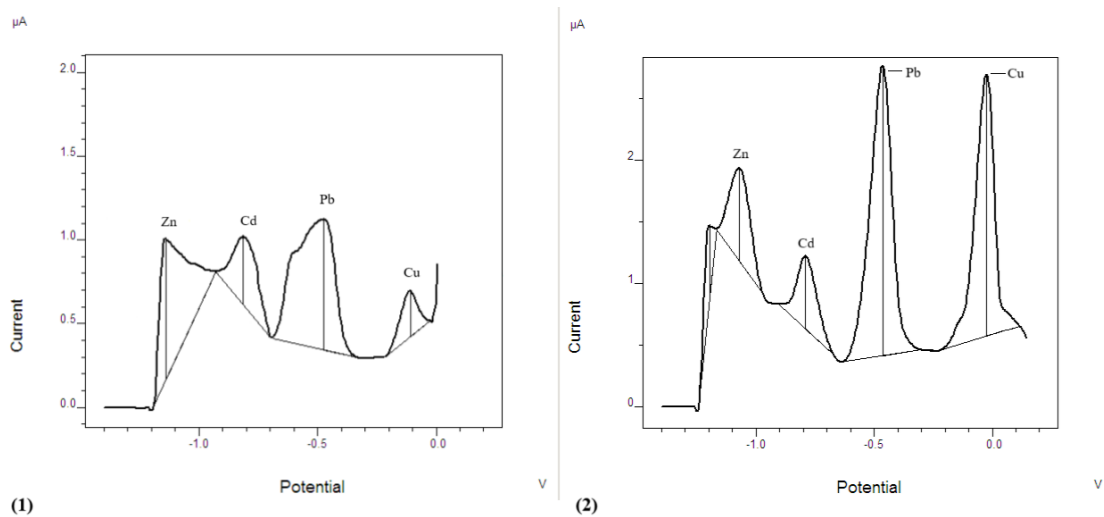 µA
2.0
1.5
1.0
0.5
0.0
Current
Zn
Cd
Pb
Cu
-1.0
-0.5
0.0
Potential
V
(1)
µA
2
1
0
Current
Zn
Cd
Pb
Cu
-1.0
-0.5
0.0
Potential
V
(2)